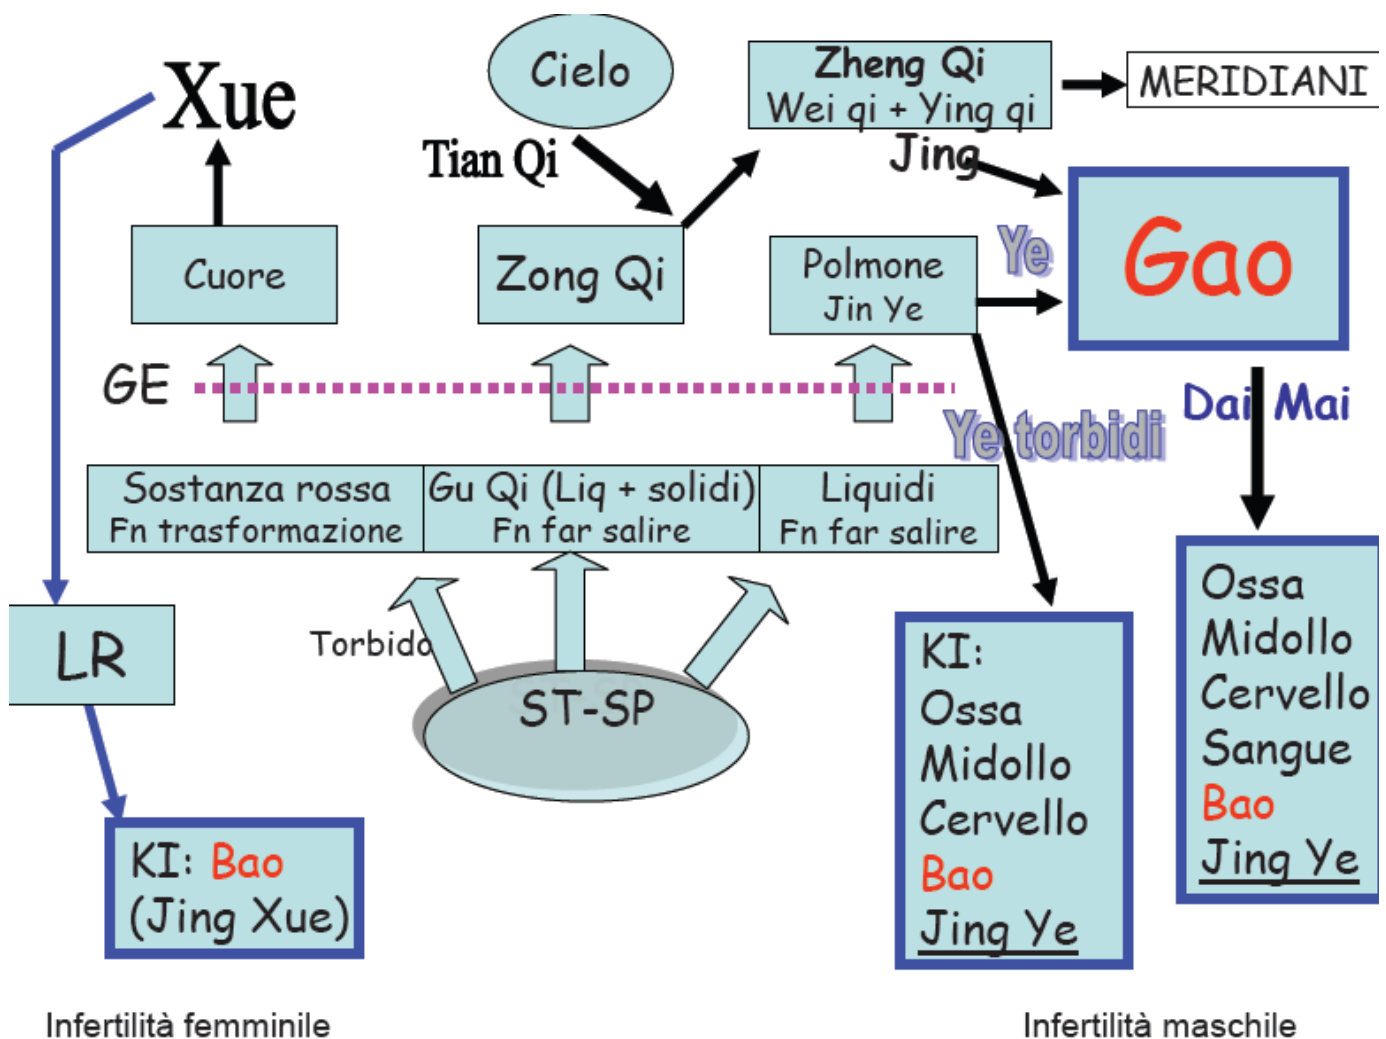 Xue
Cielo
Zheng Qi
Wei qi + Ying qi
MERIDIANI
Tian Qi
Jing
Cuore
Zong Qi
Polmone
Jin Ye
Ye
Gao
GE
Dai Mai
Ye torbidi
Sostanza rossa
Fn trasformazione
Gu Qi (Liq + solidi)
Fn far salire
Liquidi
Fn far salire
LR
Torbido
ST-SP
KI: Bao
(Jing Xue)
KI:
Ossa
Midollo
Cervello
Bao
Jing Ye
Ossa
Midollo
Cervello
Sangue
Bao
Jing Ye
Infertilità femminile
Infertilità maschile